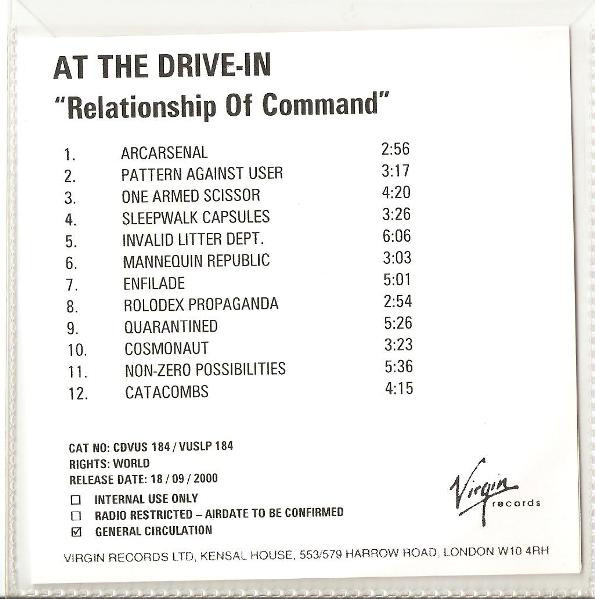 AT THE DRIVE-IN
"Relationship Of Command"
1. ARCARSENAL 2:56
2. PATTERN AGAINST USER 3:17
3. ONE ARMED SCISSOR 4:20
4. SLEEPWALK CAPSULES 3:26
5. INVALID LITTER DEPT. 6:06
6. MANNEQUIN REPUBLIC 3:03
7. ENFILADE 5:01
8. ROLODEX PROPAGANDA 2:54
9. QUARANTINED 5:26
10. COSMONAUT 3:23
11. NON-ZERO POSSIBILITIES 5:36
12. CATACOMBS 4:15
CAT NO: CDVUS 184 / VUSLP 184
RIGHTS: WORLD
RELEASE DATE: 18 / 09 / 2000
☐ INTERNAL USE ONLY
☐ RADIO RESTRICTED – AIRDATE TO BE CONFIRMED
☑ GENERAL CIRCULATION
Virgin
records
VIRGIN RECORDS LTD, KENSAL HOUSE, 553/579 HARROW ROAD, LONDON W10 4RH